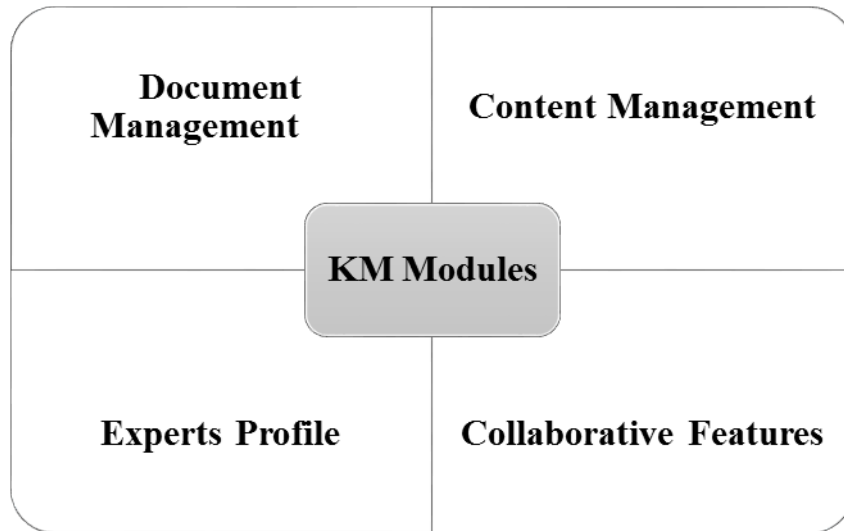 Document
Management
Content Management
KM Modules
Experts Profile
Collaborative Features